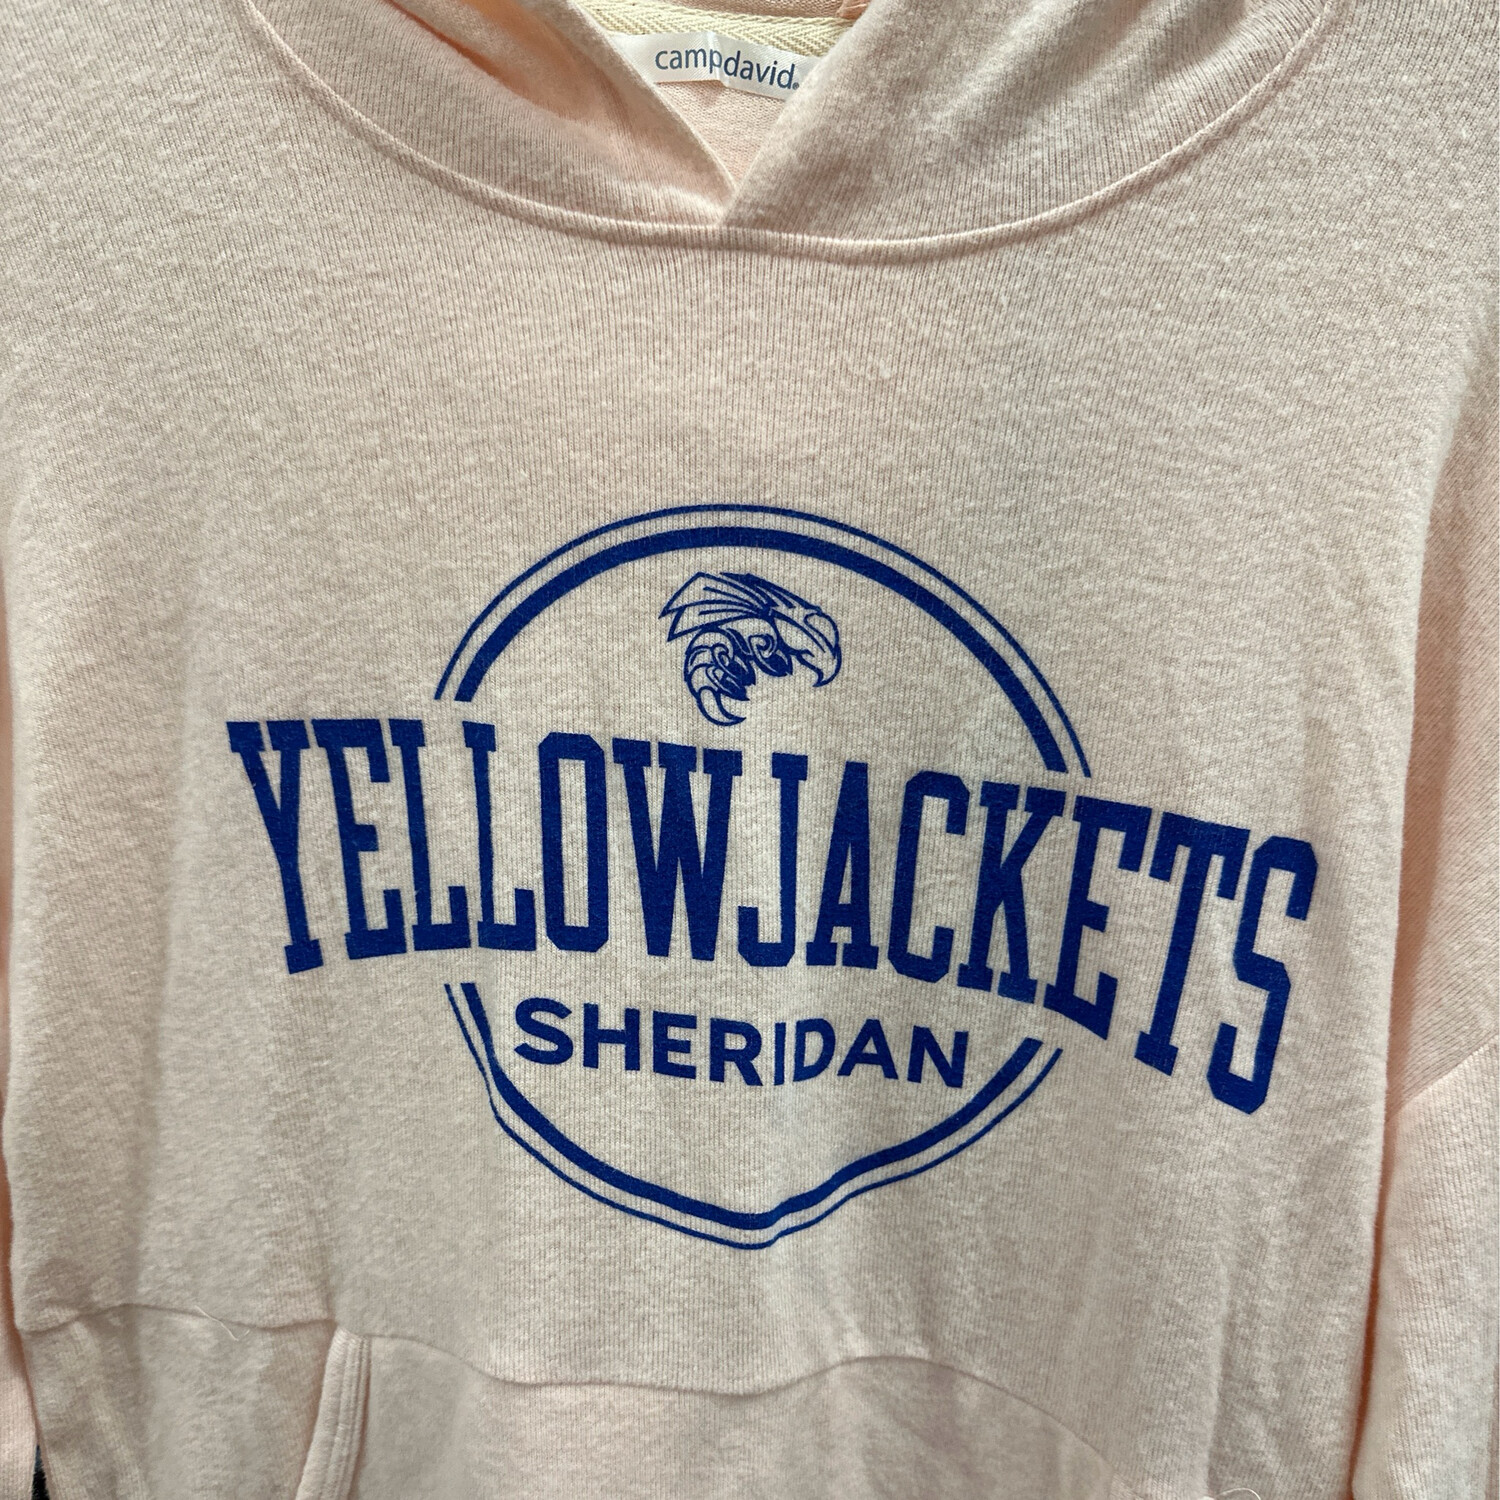 campdavid.
YELLOWJACKETS
SHERIDAN